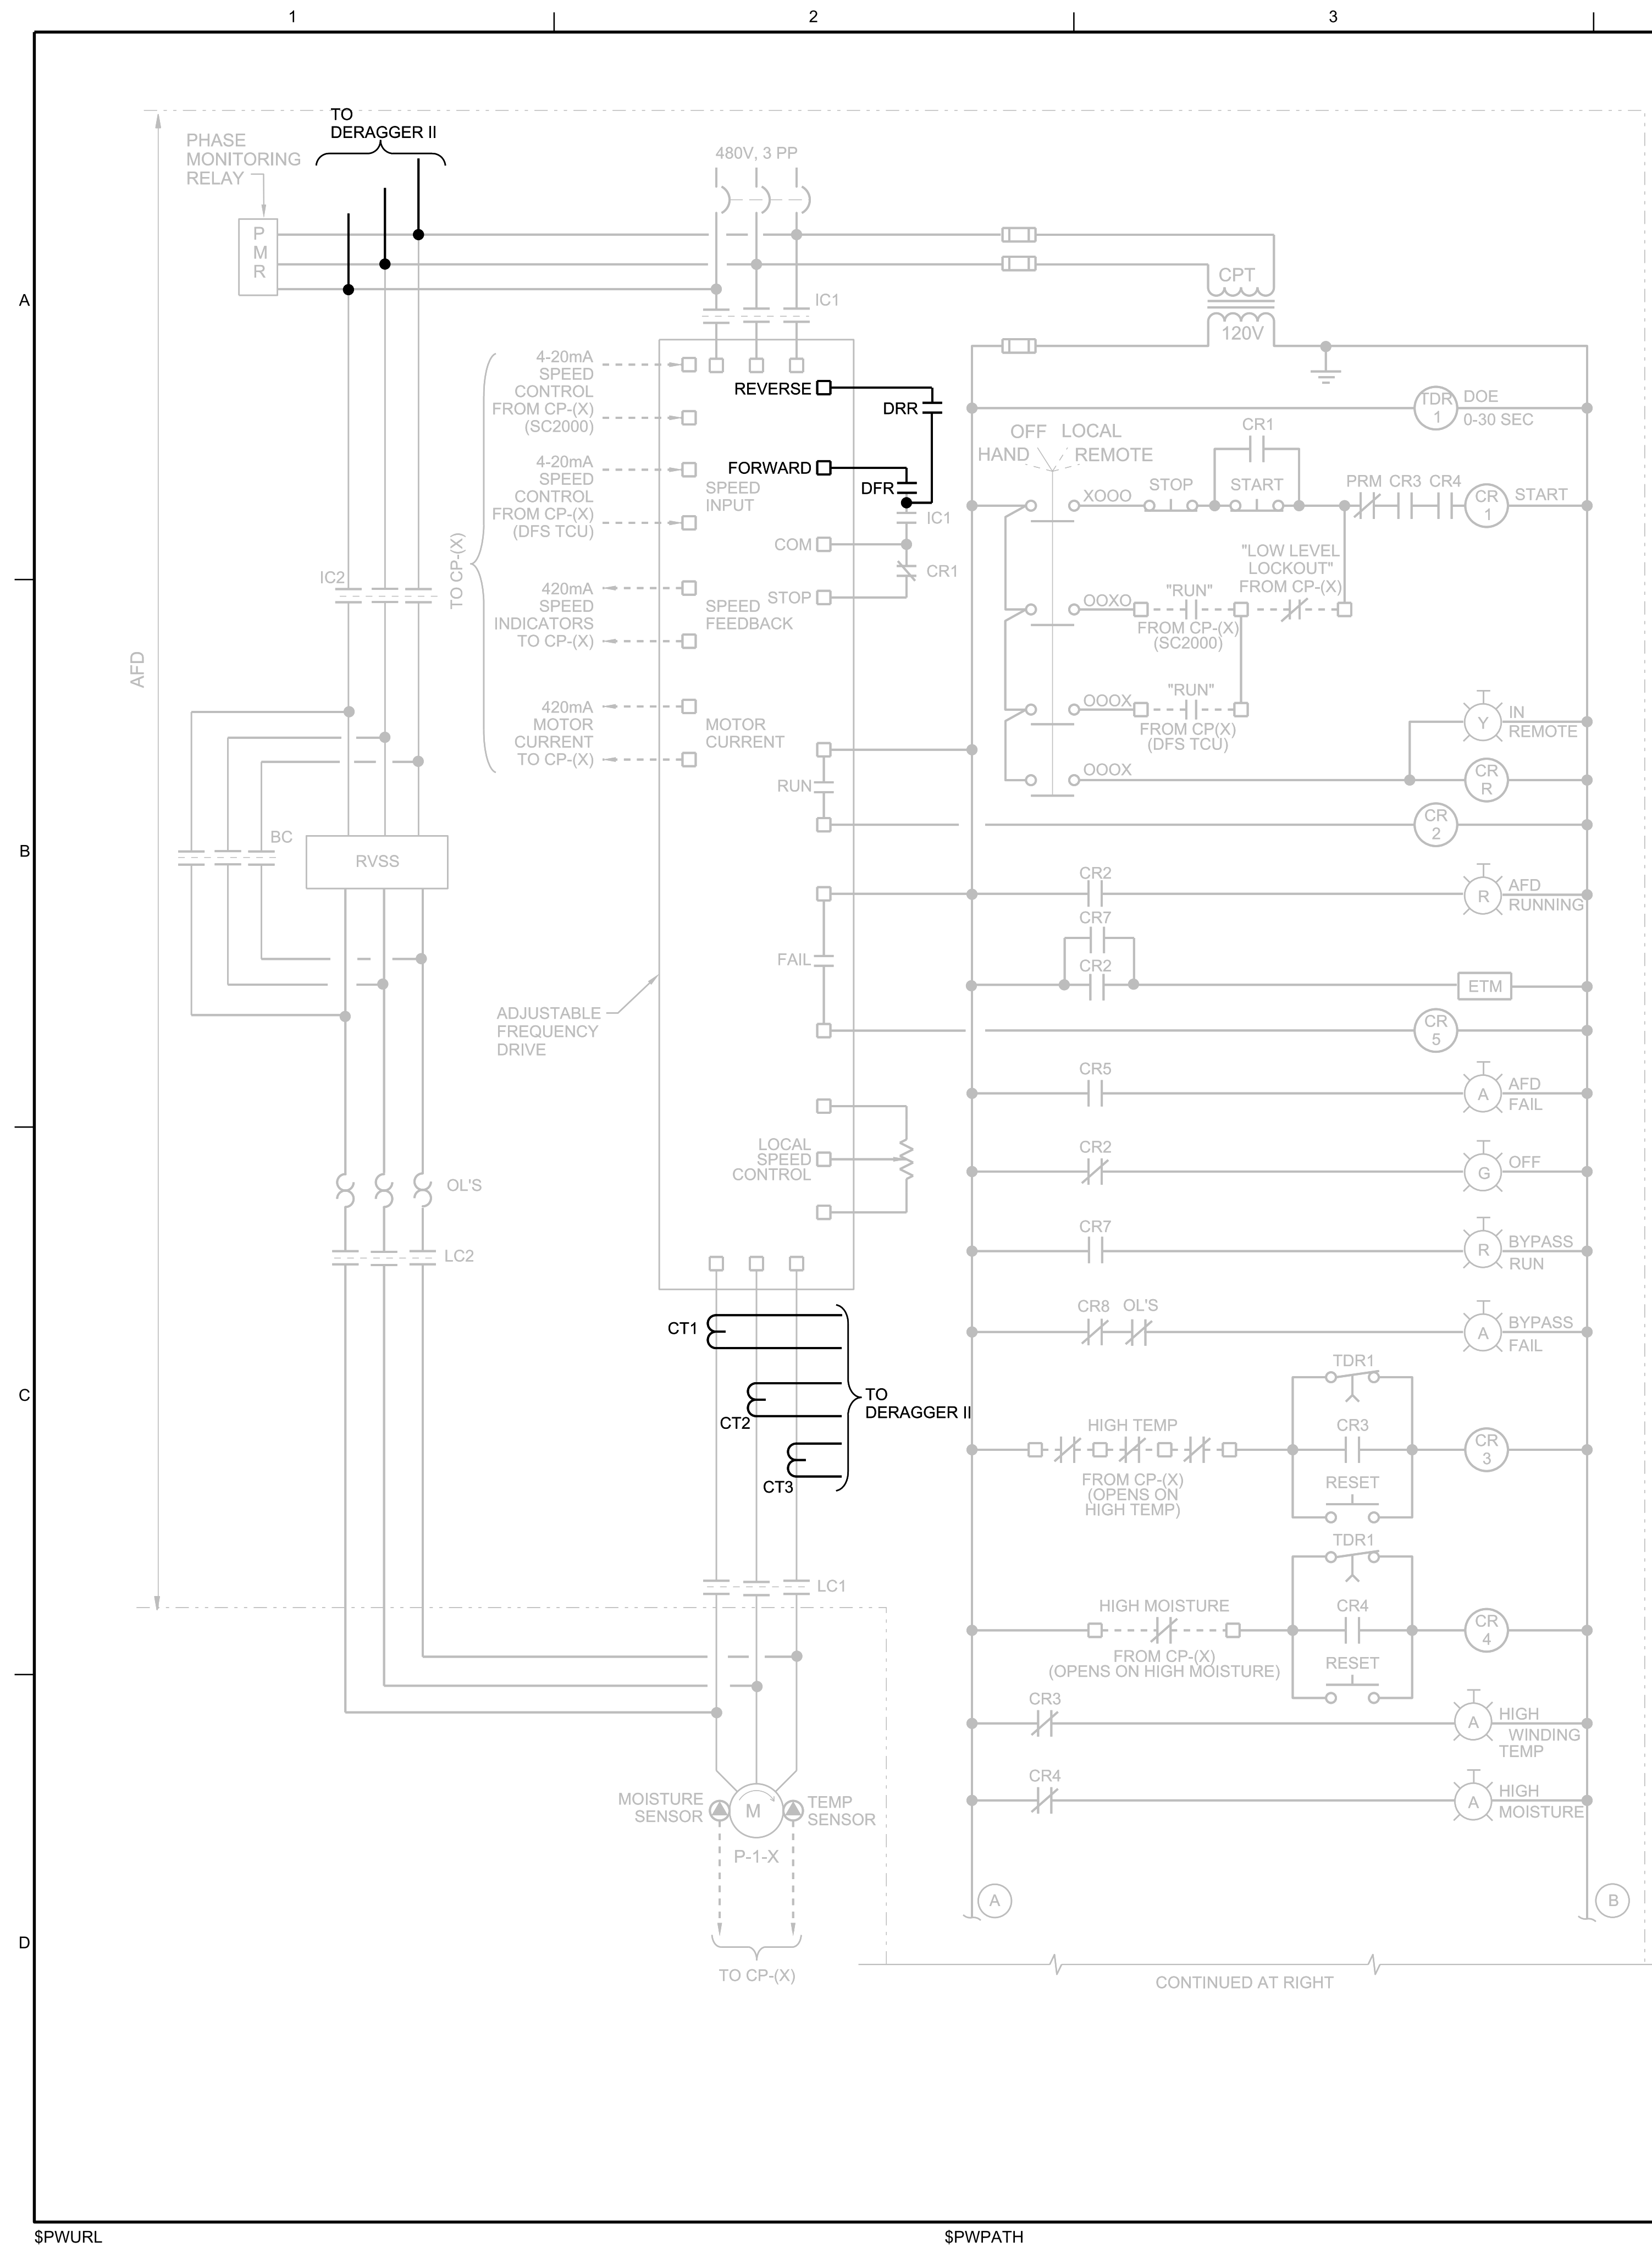 1
2
3
TO
DERAGGER II
PHASE
MONITORING
RELAY
480V, 3 PP
P
M
R
A
CPT
120V
IC1
4-20mA
SPEED
CONTROL
FROM CP-(X)
(SC2000)
REVERSE
DRR
TDR
1
DOE
0-30 SEC
OFF
LOCAL
HAND
REMOTE
CR1
4-20mA
SPEED
CONTROL
FROM CP-(X)
(DFS TCU)
FORWARD
SPEED
INPUT
DFR
IC1
XOOO
STOP
START
PRM
CR3
CR4
CR
1
START
COM
CR1
STOP
TO CP-(X)
"LOW LEVEL
LOCKOUT"
FROM CP-(X)
IC2
420mA
SPEED
INDICATORS
TO CP-(X)
SPEED
FEEDBACK
OOXO
"RUN"
FROM CP-(X)
(SC2000)
AFD
420mA
MOTOR
CURRENT
TO CP-(X)
MOTOR
CURRENT
OOOX
"RUN"
FROM CP(X)
(DFS TCU)
Y
IN
REMOTE
RUN
OOOX
CR
R
CR
2
B
BC
RVSS
CR2
R
AFD
RUNNING
CR7
FAIL
CR2
ETM
ADJUSTABLE
FREQUENCY
DRIVE
CR
5
CR5
A
AFD
FAIL
LOCAL
SPEED
CONTROL
CR2
G
OFF
OL'S
CR7
R
BYPASS
RUN
LC2
CR8
OL'S
A
BYPASS
FAIL
CT1
TDR1
C
TO
DERAGGER II
CT2
HIGH TEMP
CR3
CR
3
CT3
FROM CP-(X)
(OPENS ON
HIGH TEMP)
RESET
TDR1
LC1
HIGH MOISTURE
CR4
CR
4
FROM CP-(X)
(OPENS ON HIGH MOISTURE)
RESET
CR3
A
HIGH
WINDING
TEMP
CR4
A
HIGH
MOISTURE
MOISTURE
SENSOR
M
TEMP
SENSOR
P-1-X
A
B
D
TO CP-(X)
CONTINUED AT RIGHT
$PWURL
$PWPATH